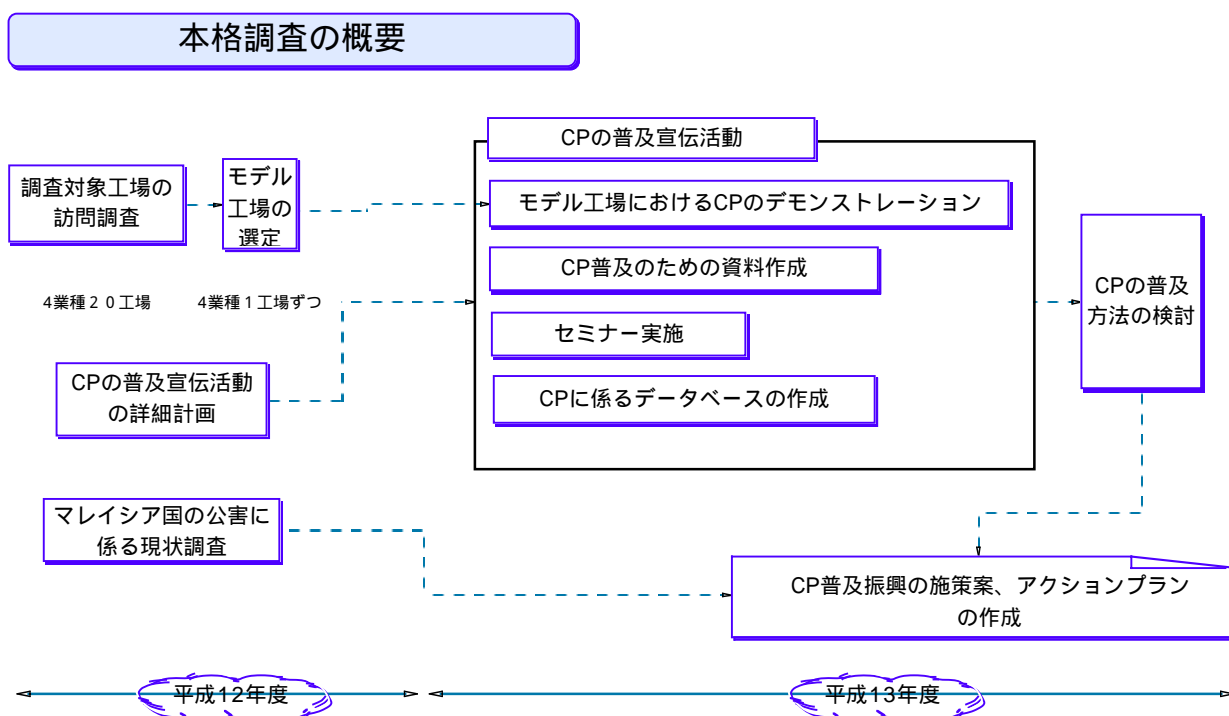 本格調査の概要
CPの普及宣伝活動
調査対象工場の
訪問調査
モデル
工場の
選定
モデル工場におけるCPのデモンストレーション
CP普及のための資料作成
4業種２０工場
4業種１工場ずつ
セミナー実施
CPの普及
方法の検討
CPの普及宣伝活動
の詳細計画
CPに係るデータベースの作成
マレイシア国の公害に
係る現状調査
CP普及振興の施策案、アクションプラン
の作成
平成12年度
平成13年度